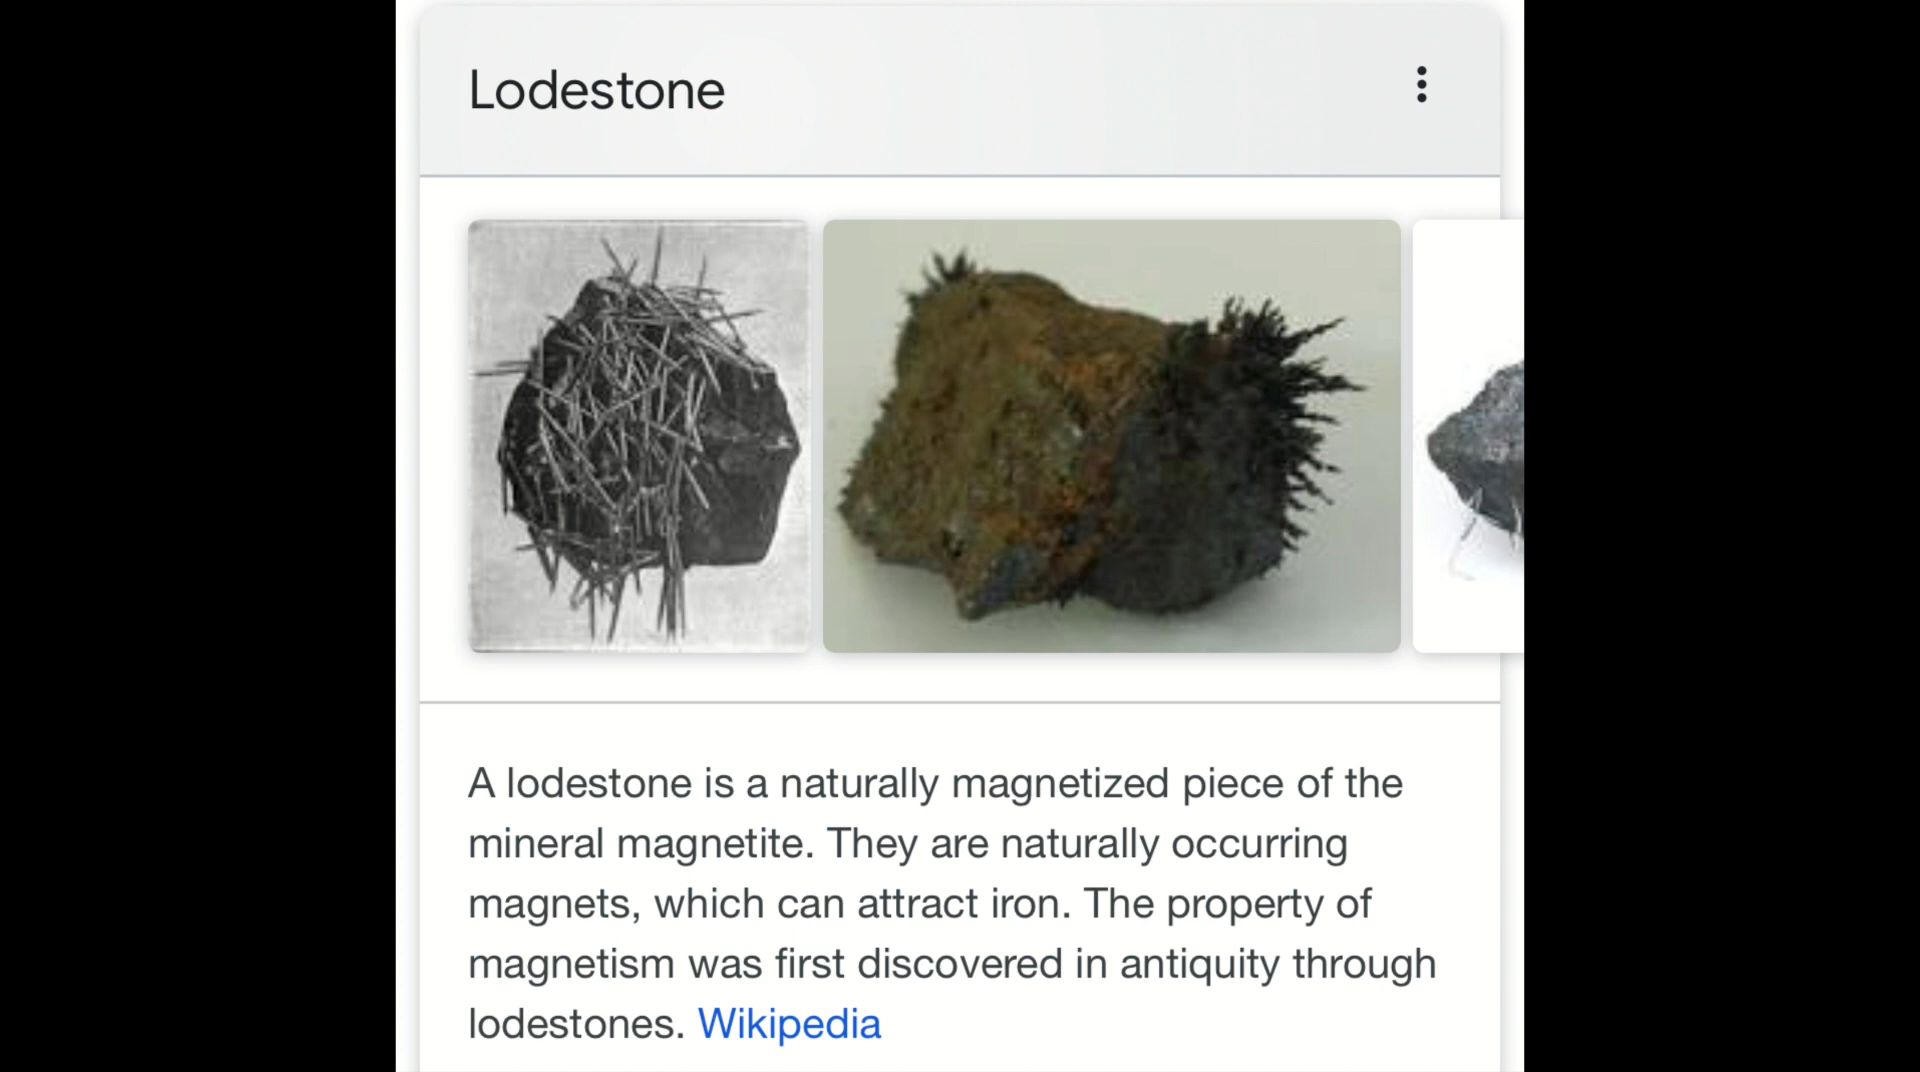 Lodestone
A lodestone is a naturally magnetized piece of the
mineral magnetite. They are naturally occurring
magnets, which can attract iron. The property of
magnetism was first discovered in antiquity through
lodestones. Wikipedia